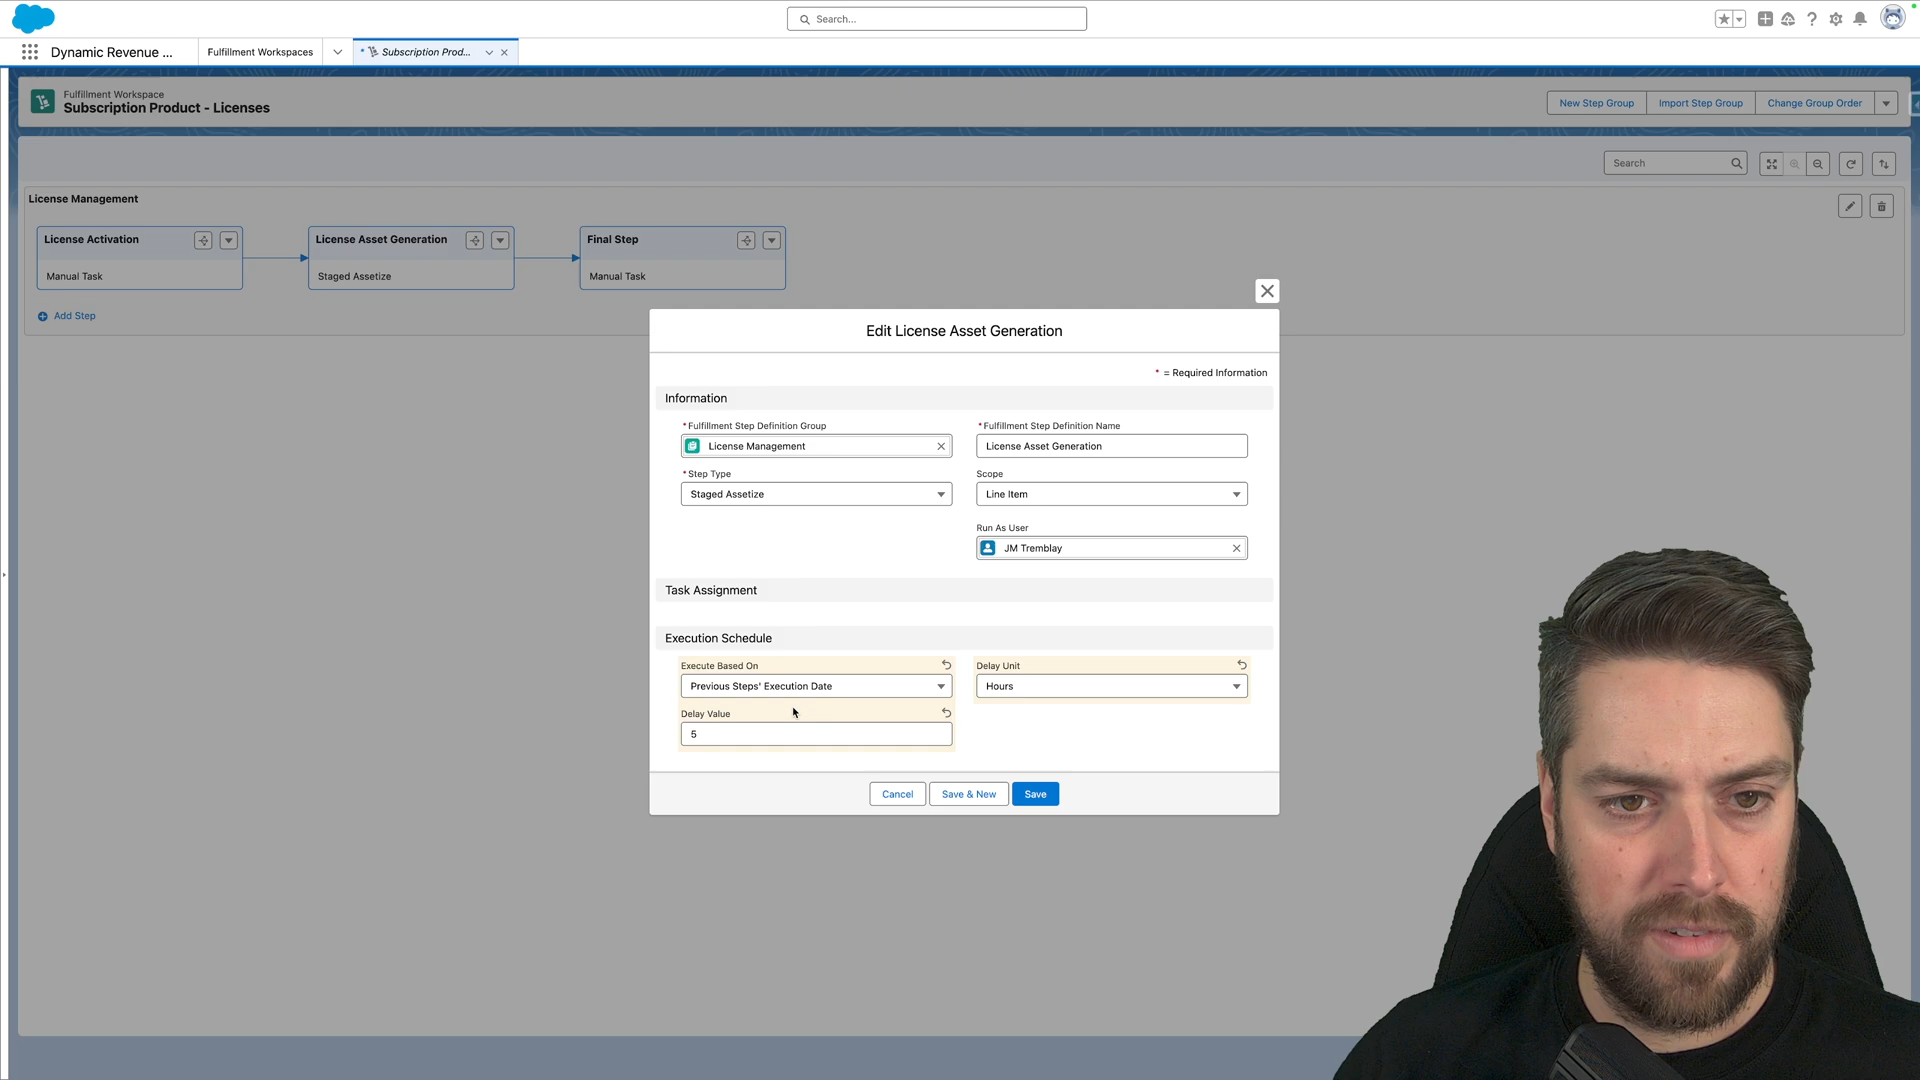 Search...
Dynamic Revenue ...
Fulfillment Workspaces
* Subscription Prod...
Fulfillment Workspace
Subscription Product - Licenses
New Step Group
Import Step Group
Change Group Order
Search
License Management
License Activation
Manual Task
License Asset Generation
Staged Assetize
Final Step
Manual Task
Add Step
Edit License Asset Generation
* = Required Information
Information
*Fulfillment Step Definition Group
License Management
*Fulfillment Step Definition Name
License Asset Generation
*Step Type
Staged Assetize
Scope
Line Item
Run As User
JM Tremblay
Task Assignment
Execution Schedule
Execute Based On
Previous Steps' Execution Date
Delay Unit
Hours
Delay Value
5
Cancel
Save & New
Save